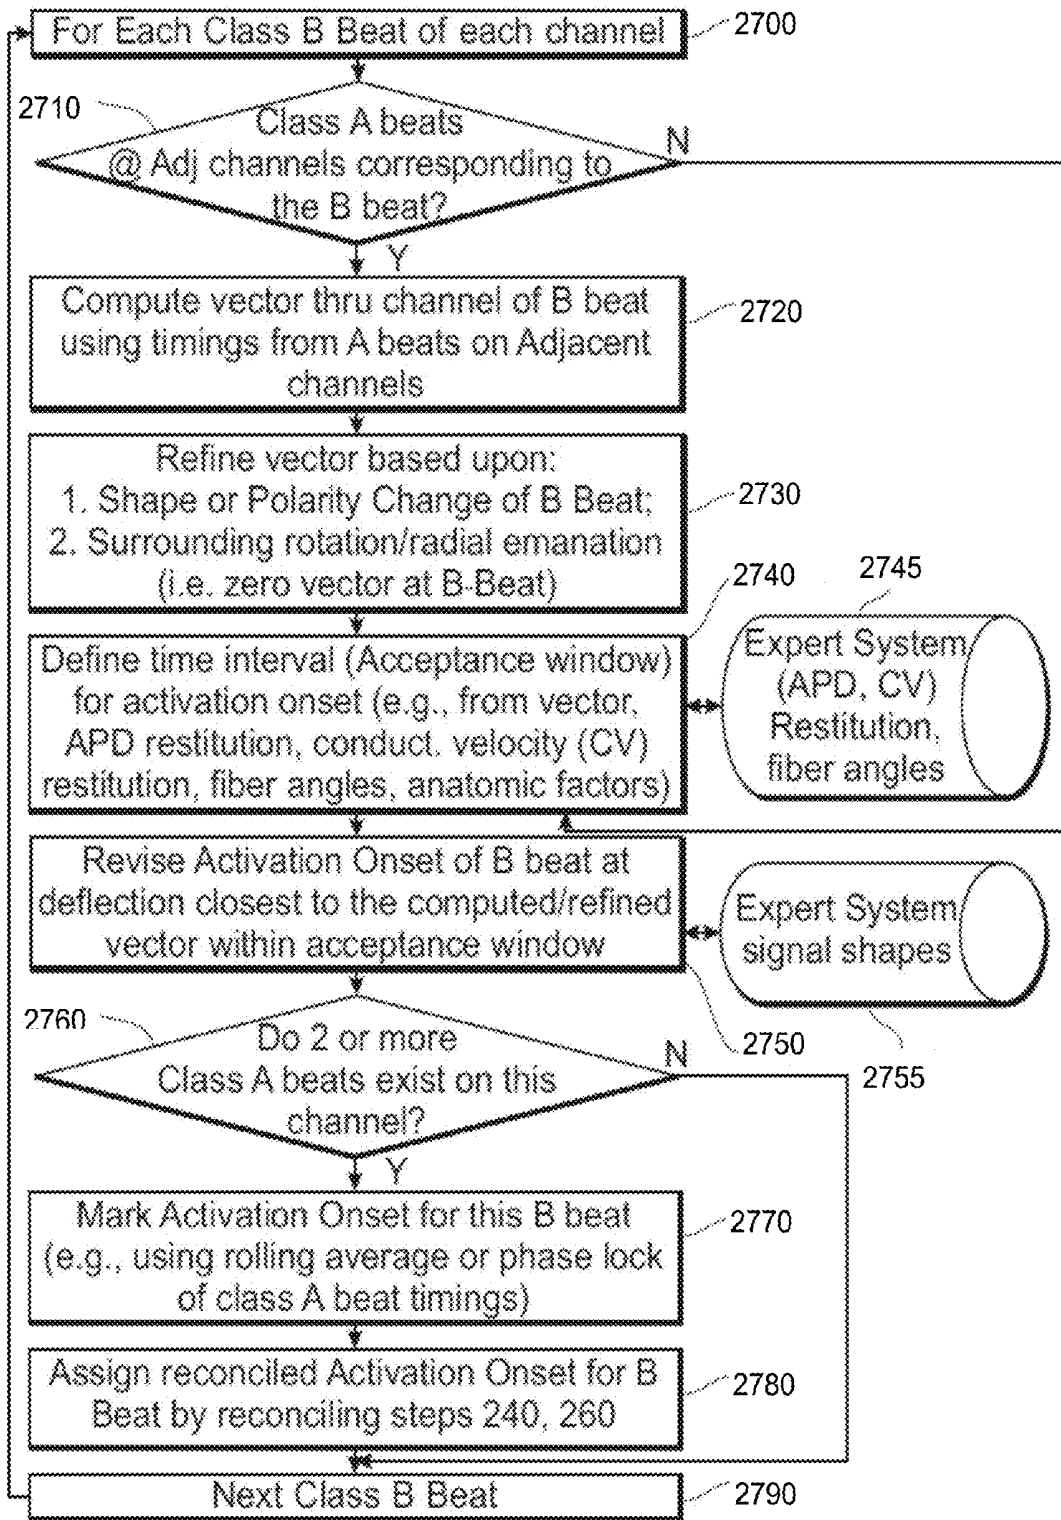 For Each Class B Beat of each channel
2700
2710
Class A beats
@ Adj channels corresponding to
the B beat?
N
Y
Compute vector thru channel of B beat
using timings from A beats on Adjacent
channels
2720
Refine vector based upon:
1. Shape or Polarity Change of B Beat;
2. Surrounding rotation/radial emanation
(i.e. zero vector at B-Beat)
2730
2740
Define time interval (Acceptance window)
for activation onset (e.g., from vector,
APD restitution, conduct. velocity (CV)
restitution, fiber angles, anatomic factors)
2745
Expert System
(APD, CV)
Restitution,
fiber angles
Revise Activation Onset of B beat at
deflection closest to the computed/refined
vector within acceptance window
2750
Expert System
signal shapes
2755
2760
Do 2 or more
Class A beats exist on this
channel?
N
Y
Mark Activation Onset for this B beat
(e.g., using rolling average or phase lock
of class A beat timings)
2770
Assign reconciled Activation Onset for B
Beat by reconciling steps 240, 260
2780
Next Class B Beat
2790